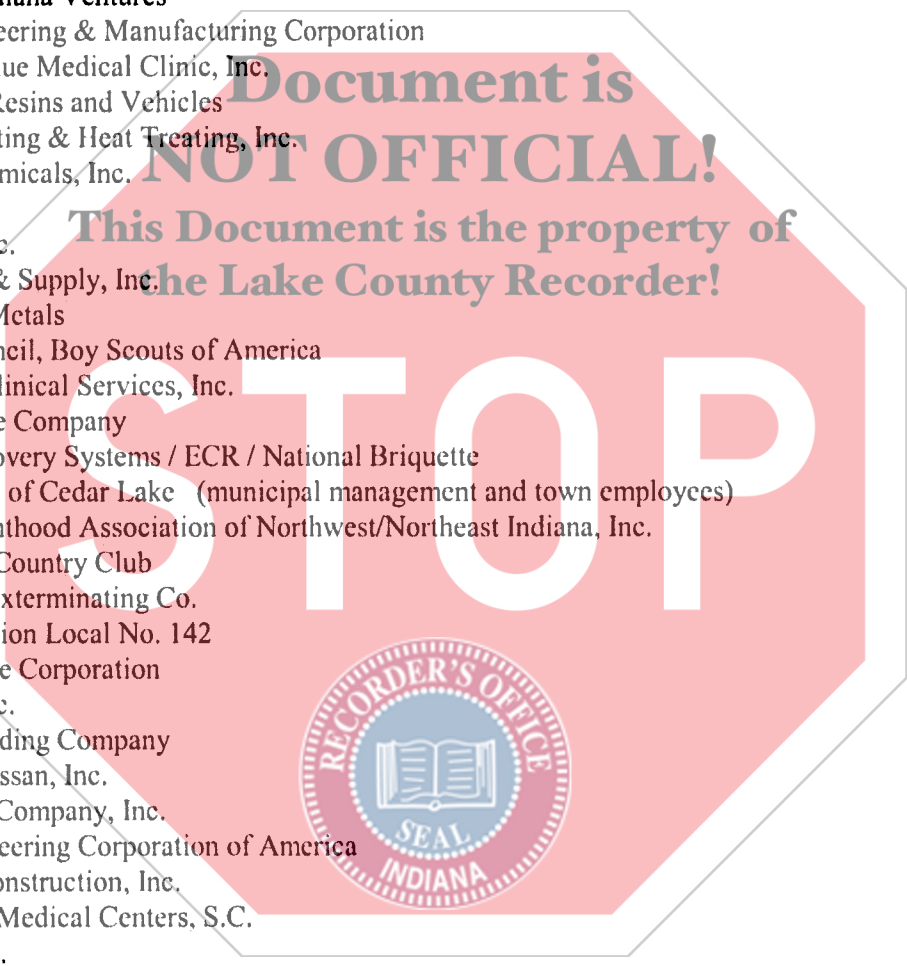 diana Ventures
eering & Manufacturing Corporation
ue Medical Clinic, Inc.
Document is
Resins and Vehicles
ting & Heat Treating, Inc.
NOT OFFICIAL!
micals, Inc.
This Document is the property of
c.
& Supply, Inc.
the Lake County Recorder!
Metals
ncil, Boy Scouts of America
linical Services, Inc.
STOP
e Company
overy Systems / ECR / National Briquette
of Cedar Lake (municipal management and town employees)
nthood Association of Northwest/Northeast Indiana, Inc.
Country Club
xterminating Co.
ion Local No. 142
e Corporation
RECORDER'S OFFICE
c.
ding Company
ssan, Inc.
Company, Inc.
SEAL
eering Corporation of America
INDIANA
onstruction, Inc.
Medical Centers, S.C.